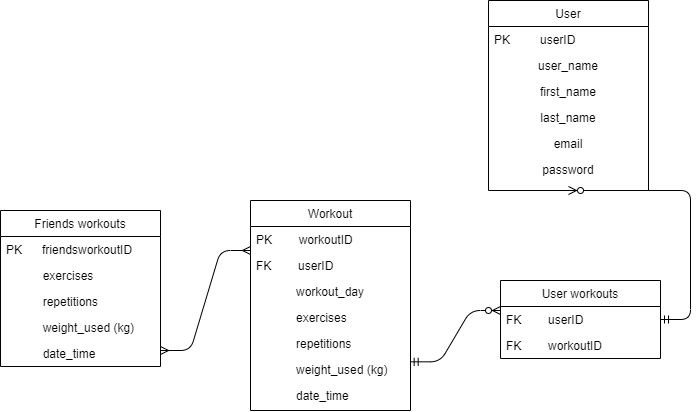 User
PK userID
user_name
first_name
last_name
email
password
Friends workouts
PK friendsworkoutID
exercises
repetitions
weight_used (kg)
date_time
Workout
PK workoutID
FK userID
workout_day
exercises
repetitions
weight_used (kg)
date_time
User workouts
FK userID
FK workoutID